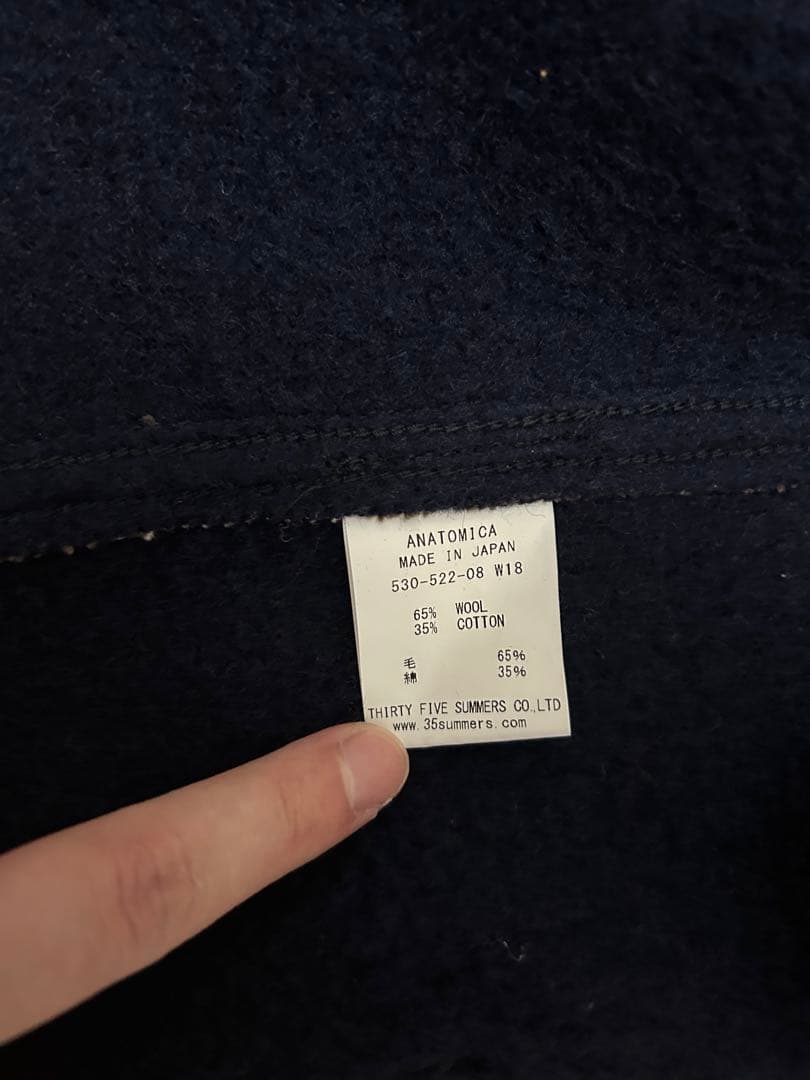 ANATOMICA
MADE IN JAPAN
530-522-08 W18
65% WOOL
35% COTTON
毛 65%
綿 35%
THIRTY FIVE SUMMERS CO.,LTD
www.35summers.com